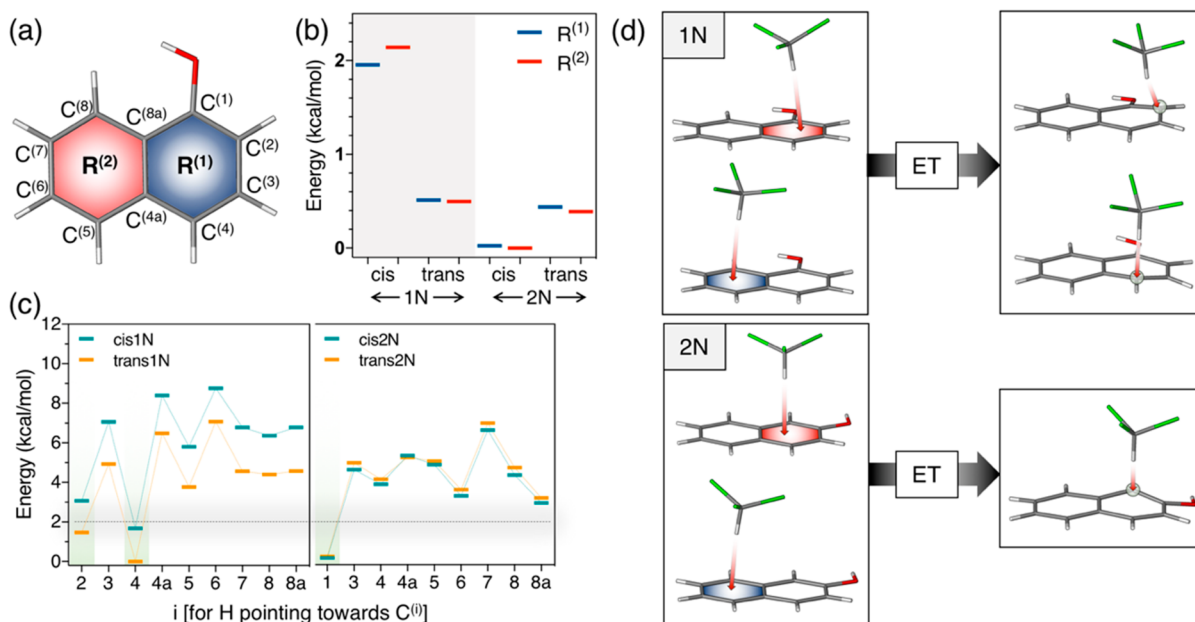 (a)
C(8)
C(1)
C(8a)
C(7)
C(2)
R(2)
R(1)
C(6)
C(3)
C(4a)
C(5)
C(4)
(b)
R(1)
R(2)
Energy (kcal/mol)
2
1
0
cis trans cis trans
1N 2N
(c)
cis1N
trans1N
cis2N
trans2N
Energy (kcal/mol)
12
10
8
6
4
2
0
2 3 4 4a 5 6 7 8 8a
1 3 4 4a 5 6 7 8 8a
i [for H pointing towards C(i)]
(d)
1N
ET
2N
ET